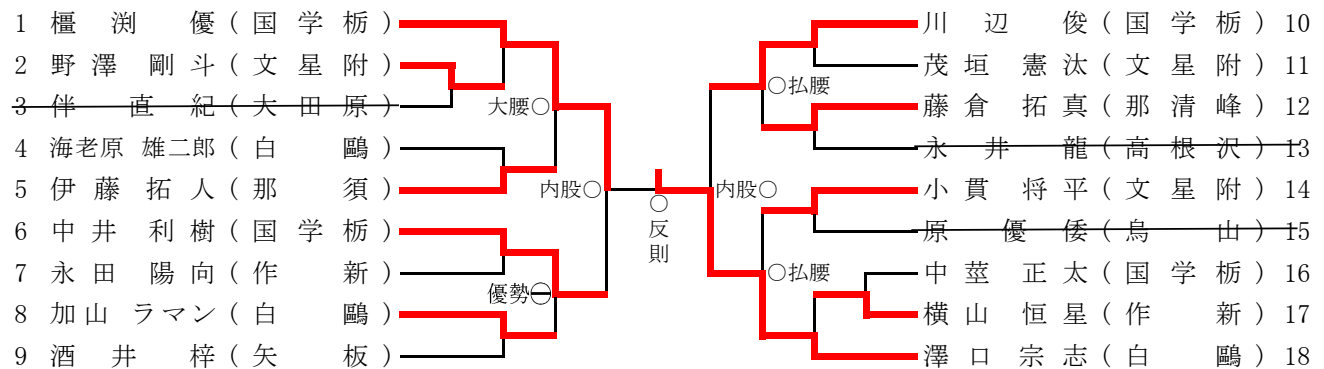 1 橿渕 優(国学栃)
2 野澤 剛斗(文星附)
3 伴 直紀(大田原)
4 海老原 雄二郎(白鷗)
5 伊藤 拓人(那須)
6 中井 利樹(国学栃)
7 永田 陽向(作新)
8 加山 ラマン(白鷗)
9 酒井 梓(矢板)
大腰○
内股○
優勢○
○反則
○払腰
内股○
○払腰
川辺 俊(国学栃) 10
茂垣 憲汰(文星附) 11
藤倉 拓真(那清峰) 12
永井 龍(高根沢) 13
小貫 将平(文星附) 14
原 優倭(烏山) 15
中莖 正太(国学栃) 16
横山 恒星(作新) 17
澤口 宗志(白鷗) 18